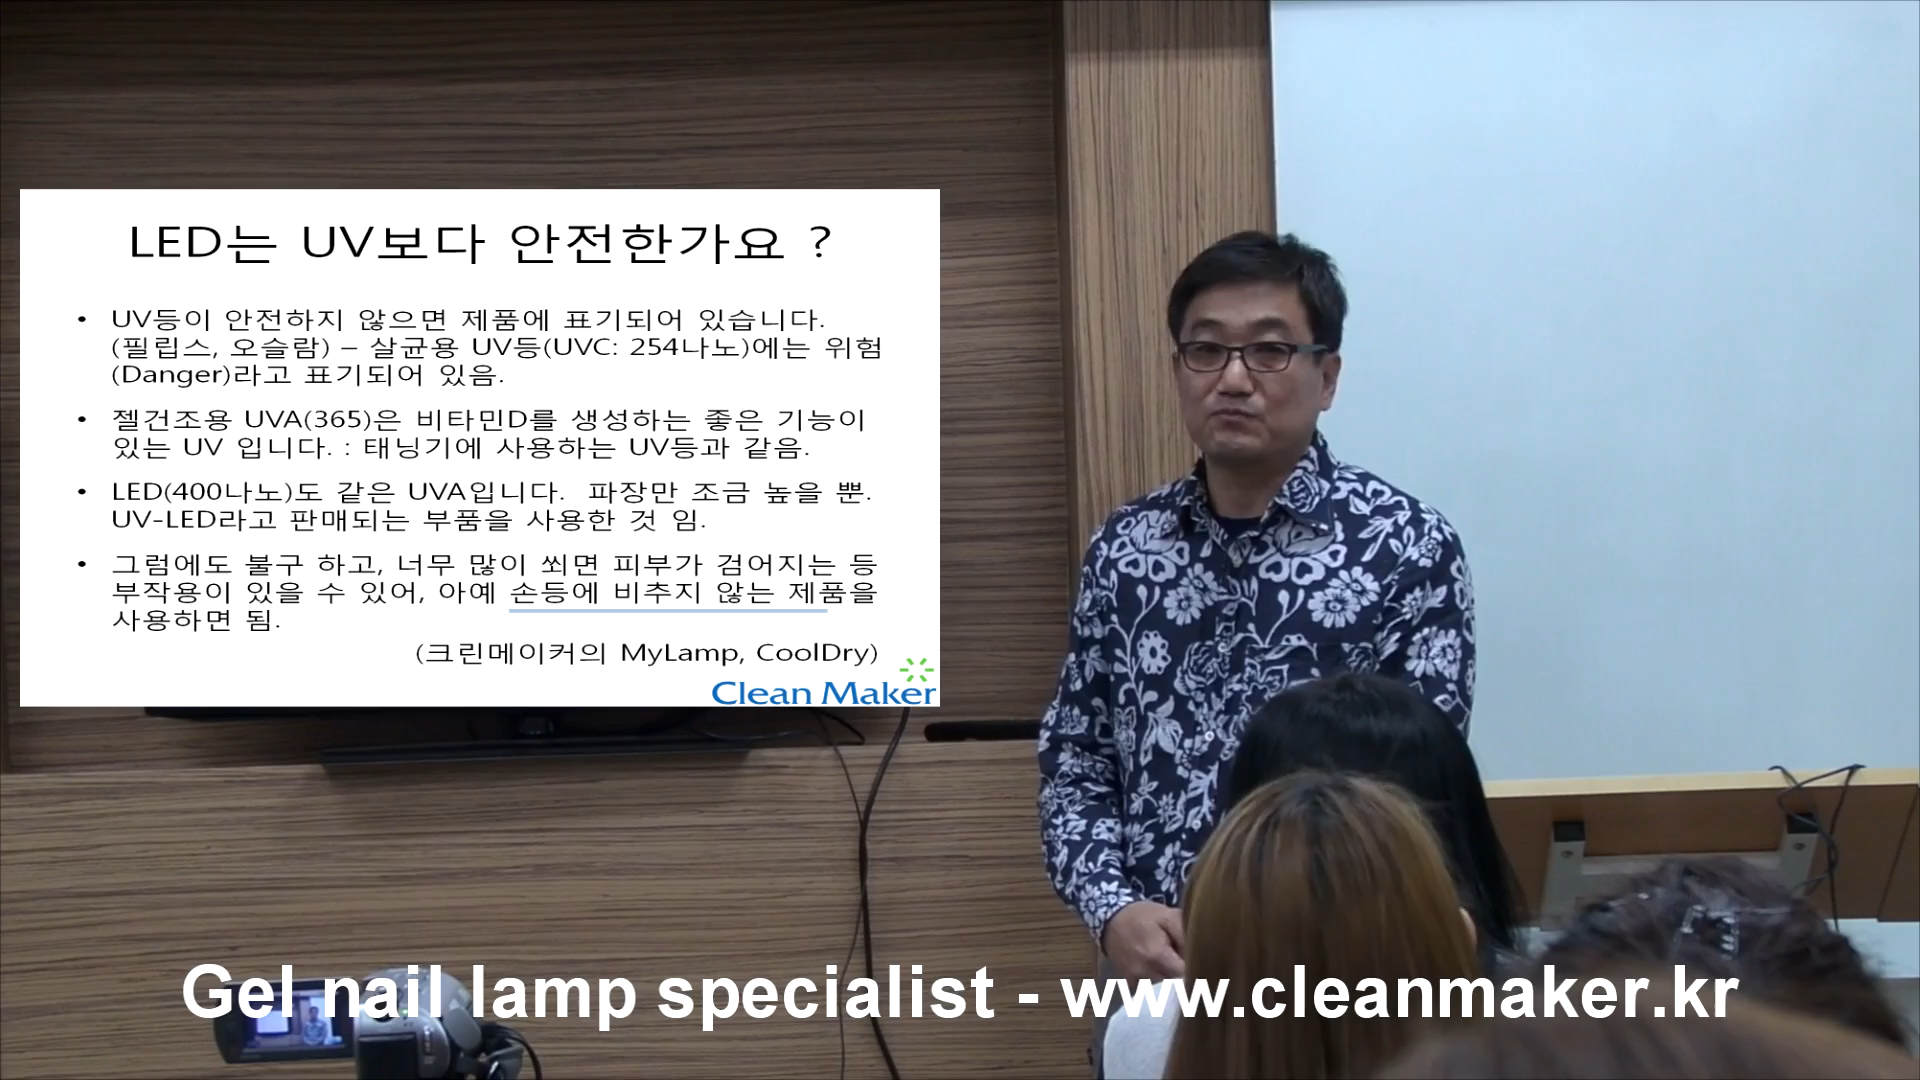 LED는 UV보다 안전한가요 ?
• UV등이 안전하지 않으면 제품에 표기되어 있습니다.
(필립스, 오슬람) – 살균용 UV등(UVC: 254나노)에는 위험
(Danger)라고 표기되어 있음.
• 젤건조용 UVA(365)은 비타민D를 생성하는 좋은 기능이
있는 UV 입니다. : 태닝기에 사용하는 UV등과 같음.
• LED(400나노)도 같은 UVA입니다. 파장만 조금 높을 뿐.
UV-LED라고 판매되는 부품을 사용한 것 임.
• 그럼에도 불구 하고, 너무 많이 쐬면 피부가 검어지는 등
부작용이 있을 수 있어, 아예 손등에 비추지 않는 제품을
사용하면 됨.
(크린메이커의 MyLamp, CoolDry)
Clean Maker
Gel nail lamp specialist - www.cleanmaker.kr